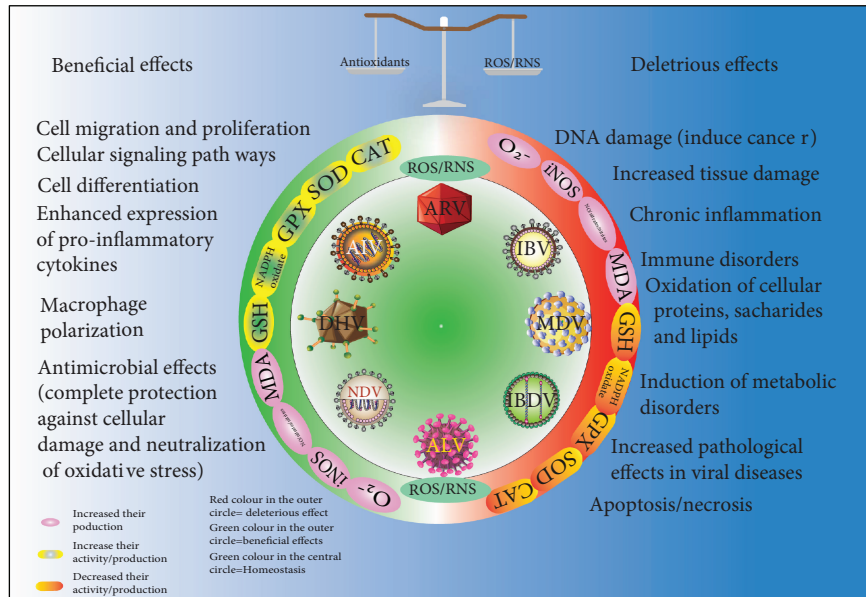 Beneficial effects
Antioxidants
ROS/RNS
Deletrious effects
Cell migration and proliferation
Cellular signaling path ways
Cell differentiation
Enhanced expression
of pro-inflammatory
cytokines
Macrophage
polarization
Antimicrobial effects
(complete protection
against cellular
damage and neutralization
of oxidative stress)
CAT
SOD
GPX
NADPH
oxidate
GSH
MDA
iNOS
O2-
ROS/RNS
ARV
AIV
IBV
DHV
MDV
NDV
IBDV
ALV
ROS/RNS
O2-
iNOS
MDA
GSH
NADPH
oxidate
GPX
SOD
CAT
DNA damage (induce cance r)
Increased tissue damage
Chronic inflammation
Immune disorders
Oxidation of cellular
proteins, sacharides
and lipids
Induction of metabolic
disorders
Increased pathological
effects in viral diseases
Apoptosis/necrosis
Increased their
poduction
Increase their
activity/production
Decreased their
activity/production
Red colour in the outer
circle= deleterious effect
Green colour in the outer
circle=beneficial effects
Green colour in the central
circle=Homeostasis